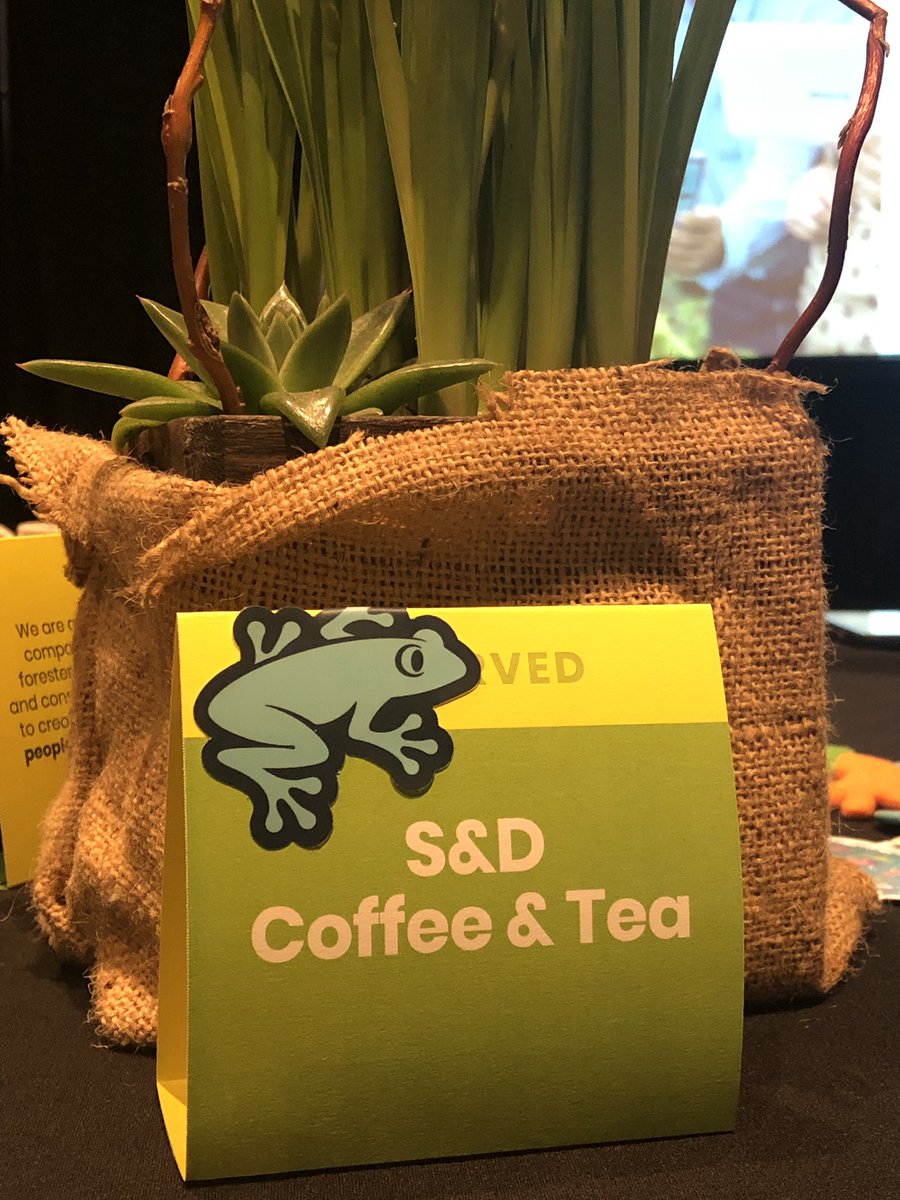 RVED
S&D
Coffee & Tea
We are
compa
forester
and cons
to crea
people